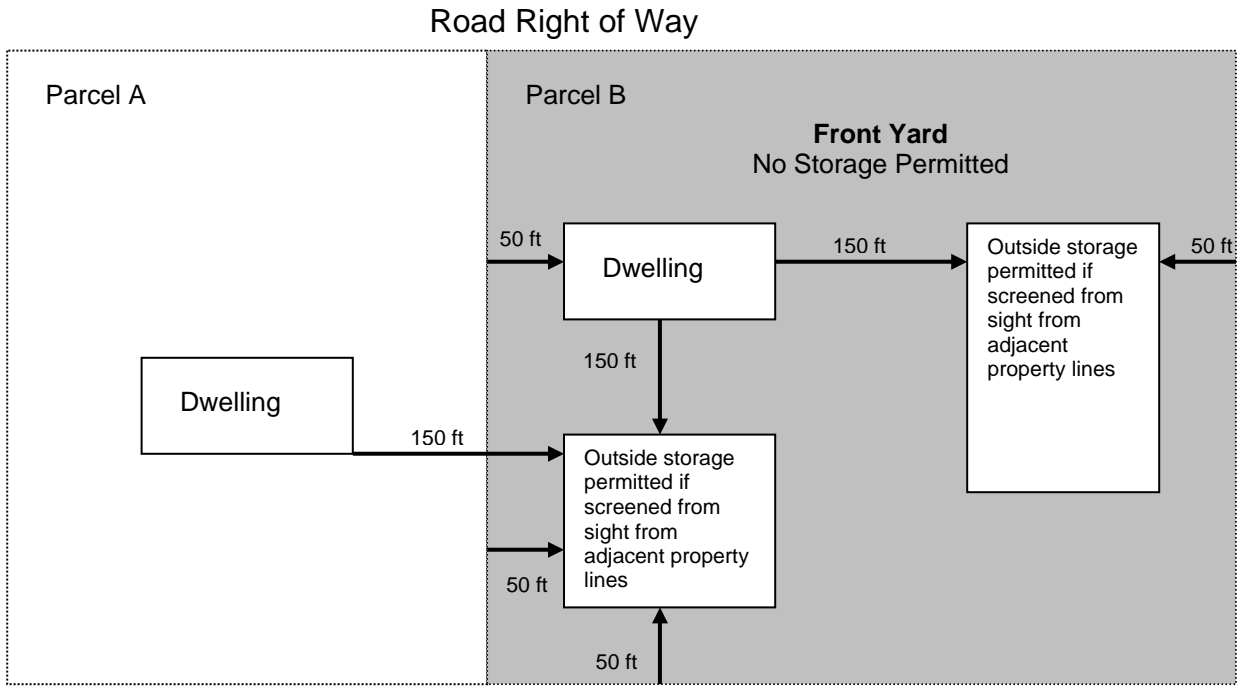 Road Right of Way
Parcel A
Parcel B
Front Yard
No Storage Permitted
50 ft
Dwelling
150 ft
Outside storage
permitted if
screened from
sight from
adjacent
property lines
50 ft
150 ft
Dwelling
150 ft
Outside storage
permitted if
screened from
sight from
adjacent property
lines
50 ft
50 ft